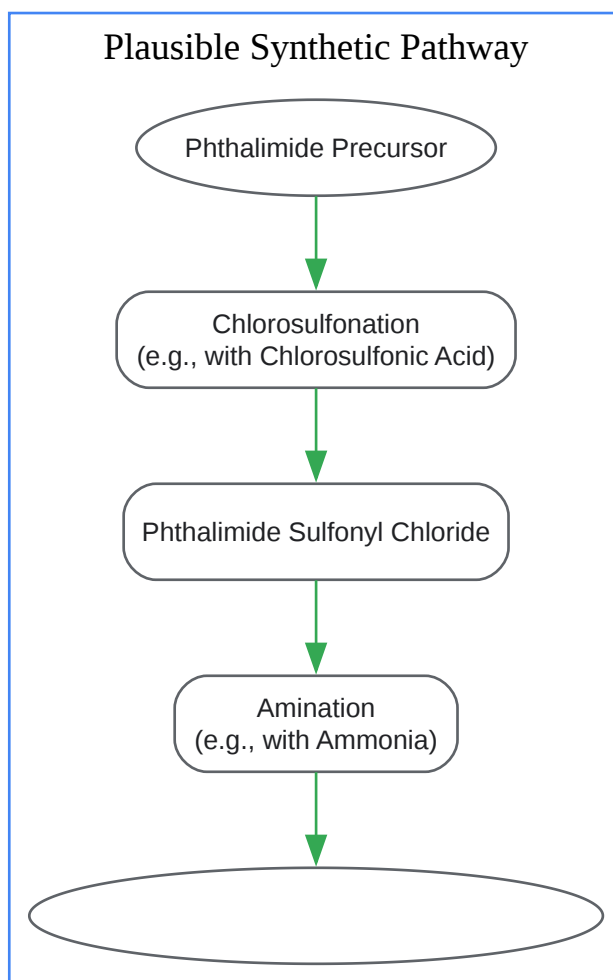 Plausible Synthetic Pathway
Phthalimide Precursor
Chlorosulfonation
(e.g., with Chlorosulfonic Acid)
Phthalimide Sulfonyl Chloride
Amination
(e.g., with Ammonia)